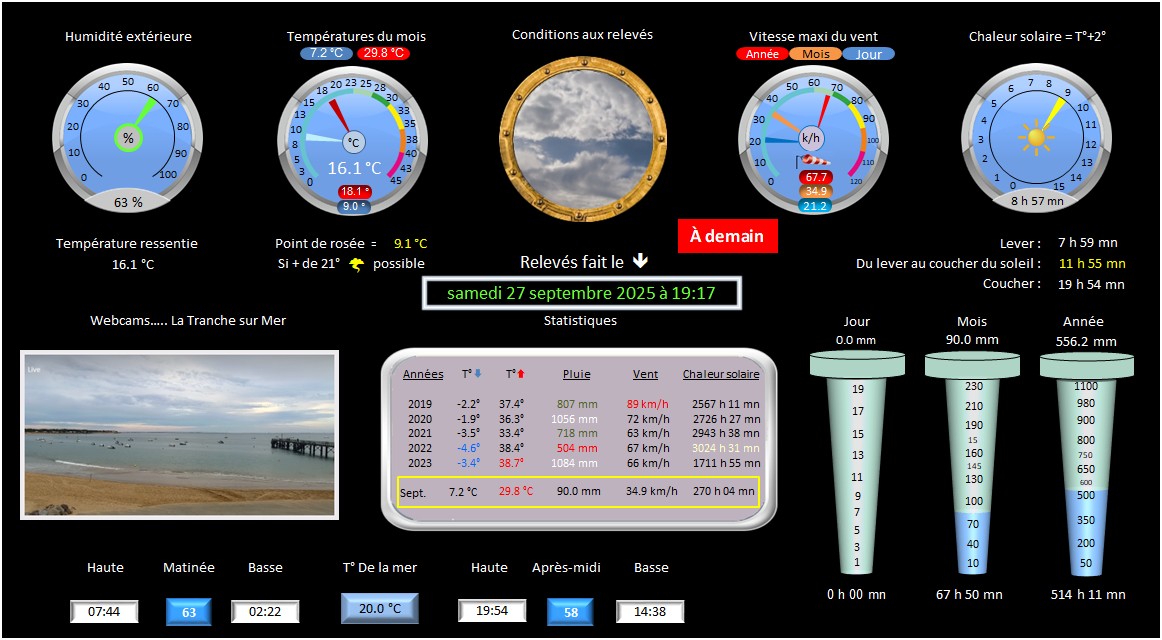 Humidité extérieure
Températures du mois
7.2 °C 29.8 °C
Conditions aux relevés
Vitesse maxi du vent
Année Mois Jour
Chaleur solaire = T°+2°
0 10 20 30 40 50 60 70 80 90 100
%
63 %
0 3 5 8 10 13 15 18 20 23 25 28 30 33 35 38 40 43 45
°C
16.1 °C
18.1 °
9.0 °
0 10 20 30 40 50 60 70 80 90 100 110 120
k/h
67.7
34.9
21.2
0 1 2 3 4 5 6 7 8 9 10 11 12 13 14 15
8 h 57 mn
Température ressentie
16.1 °C
Point de rosée = 9.1 °C
Si + de 21° possible
À demain
Relevés fait le
samedi 27 septembre 2025 à 19:17
Lever : 7 h 59 mn
Du lever au coucher du soleil : 11 h 55 mn
Coucher : 19 h 54 mn
Webcams..... La Tranche sur Mer
Live
Statistiques
Années T° T° Pluie Vent Chaleur solaire
2019 -2.2° 37.4° 807 mm 89 km/h 2567 h 11 mn
2020 -1.9° 36.3° 1056 mm 72 km/h 2726 h 27 mn
2021 -3.5° 33.4° 718 mm 63 km/h 2943 h 38 mn
2022 -4.6° 38.4° 504 mm 67 km/h 3024 h 31 mn
2023 -3.4° 38.7° 1084 mm 66 km/h 1711 h 55 mn
Sept. 7.2 °C 29.8 °C 90.0 mm 34.9 km/h 270 h 04 mn
Jour
0.0 mm
19
17
15
13
11
9
7
5
3
1
0 h 00 mn
Mois
90.0 mm
230
210
190
15
160
145
130
100
70
40
10
67 h 50 mn
Année
556.2 mm
1100
980
900
800
750
650
600
500
350
200
50
514 h 11 mn
Haute Matinée Basse
07:44 63 02:22
T° De la mer
20.0 °C
Haute Après-midi Basse
19:54 58 14:38